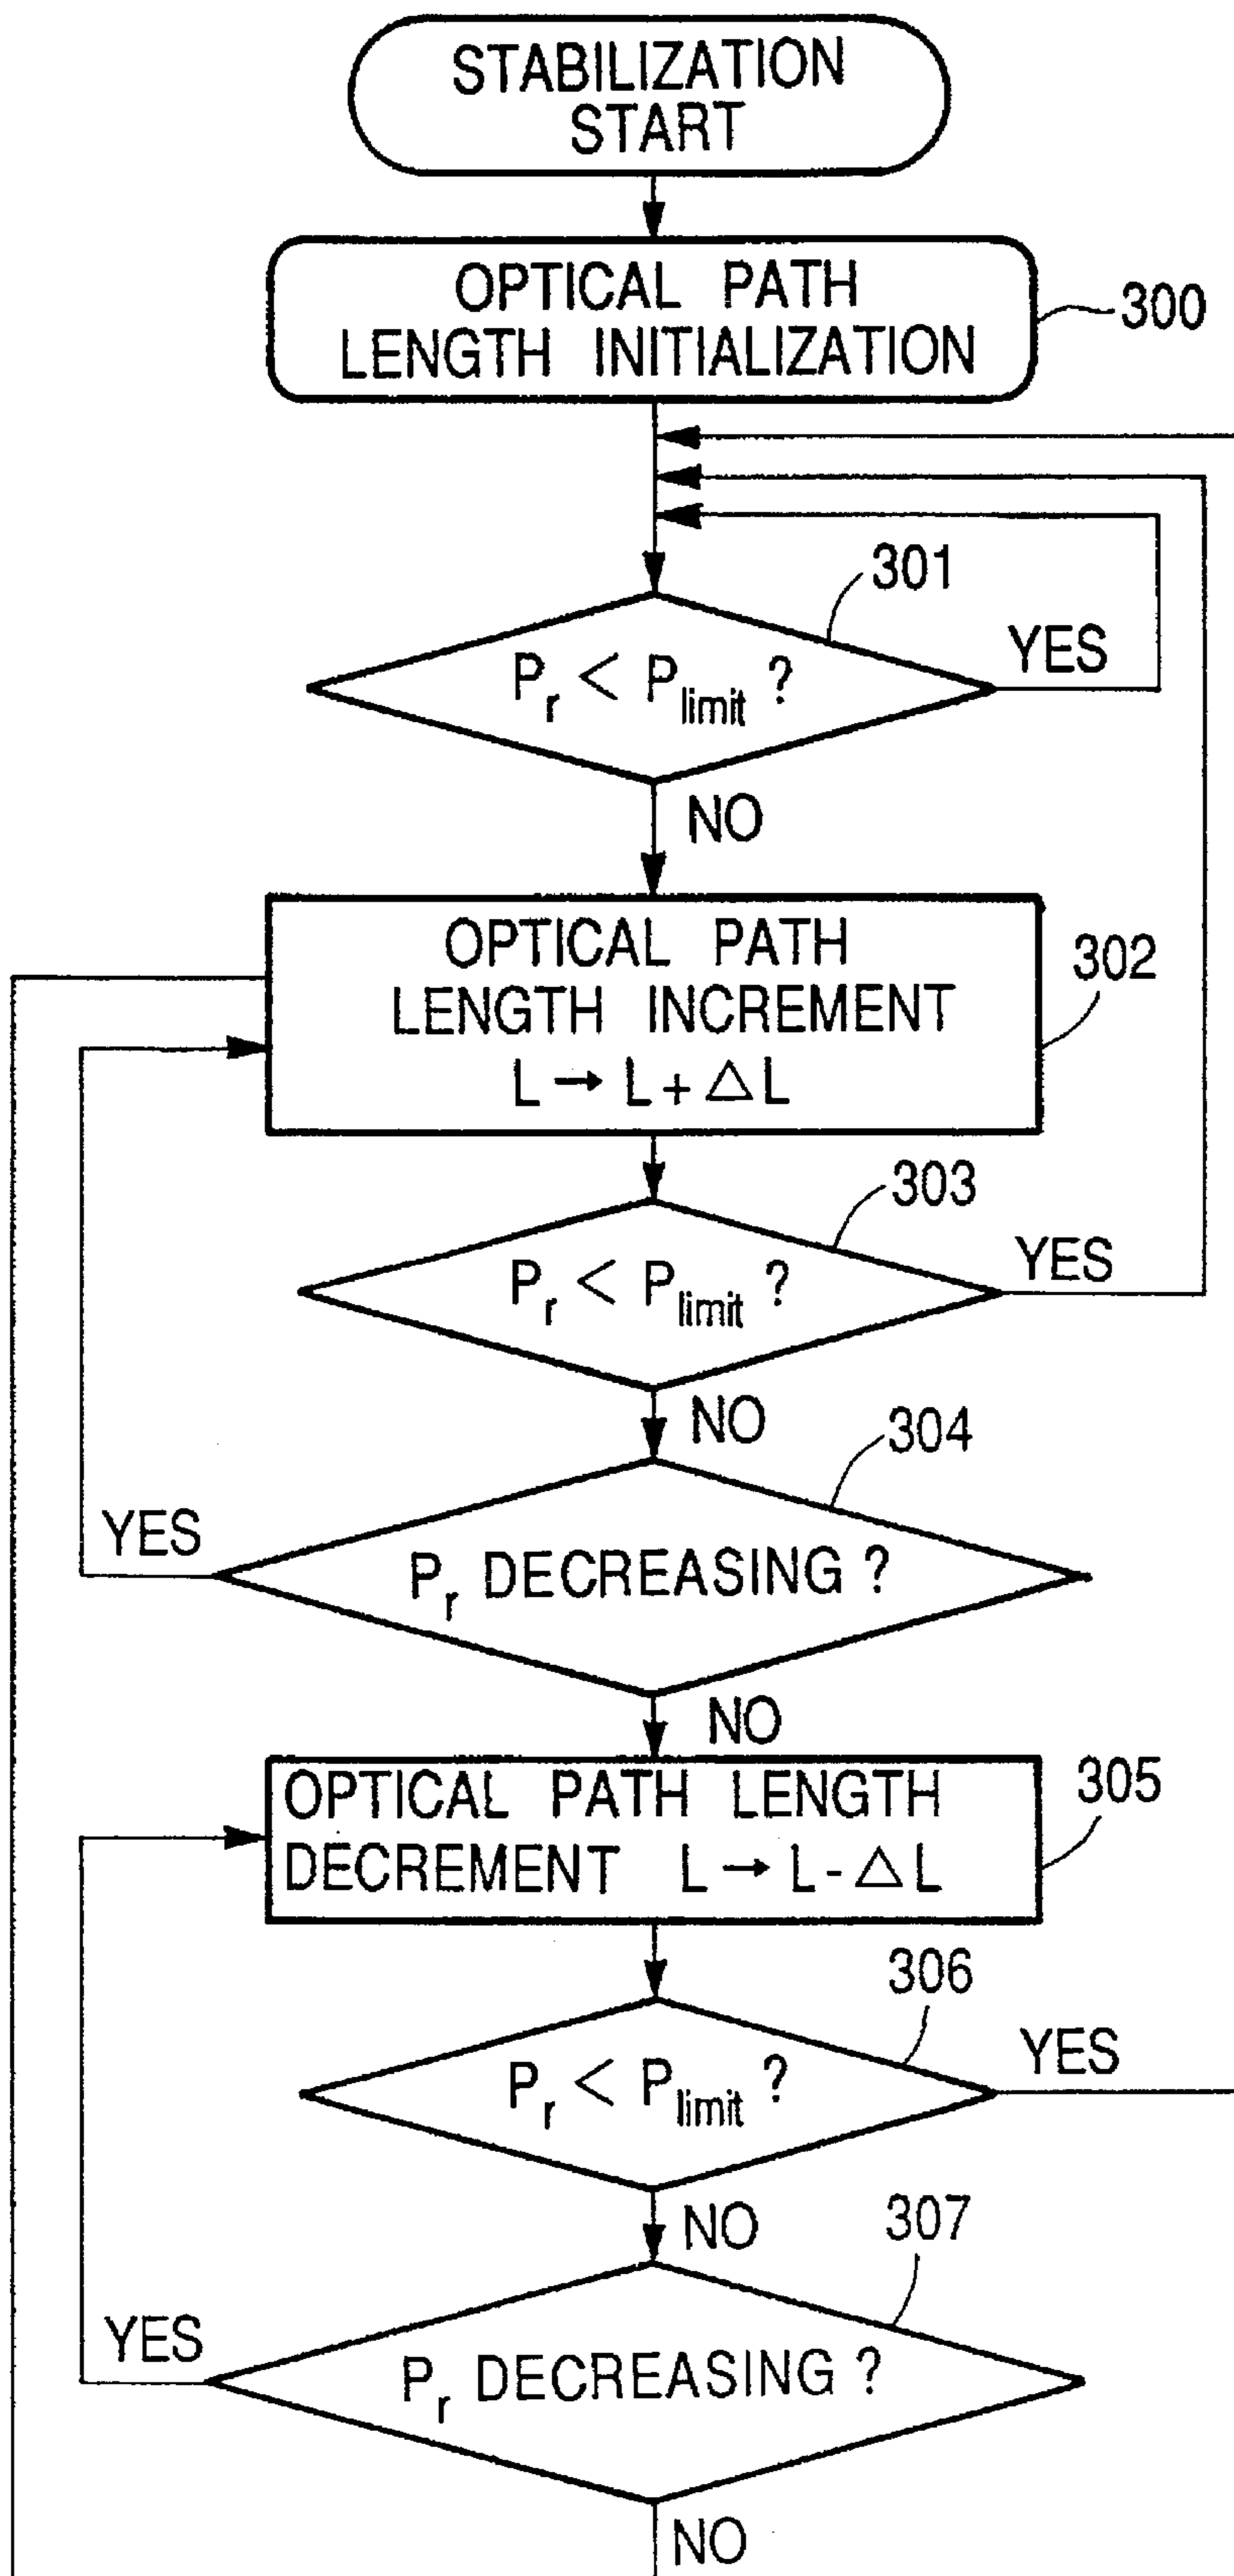 STABILIZATION
START
OPTICAL PATH
LENGTH INITIALIZATION
300
301
Pr < Plimit ?
YES
NO
OPTICAL PATH
LENGTH INCREMENT
L → L + △L
302
303
Pr < Plimit ?
YES
NO
304
YES
Pr DECREASING ?
NO
OPTICAL PATH LENGTH
DECREMENT L → L - △L
305
306
Pr < Plimit ?
YES
NO
307
YES
Pr DECREASING ?
NO